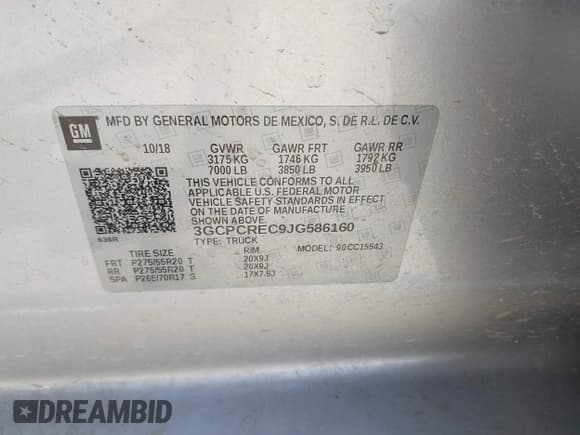 GM
MFD BY GENERAL MOTORS DE MEXICO, S. DE R.L. DE C.V.
10/18 GVWR GAWR FRT GAWR RR
3175 KG 1746 KG 1792 KG
7000 LB 3850 LB 3950 LB
THIS VEHICLE CONFORMS TO ALL
APPLICABLE U.S. FEDERAL MOTOR
VEHICLE SAFETY STANDARDS IN EFFECT
ON THE DATE OF MANUFACTURE
SHOWN ABOVE.
3GCPCREC9JG586160
TYPE: TRUCK MODEL: 90CC15543
TIRE SIZE RIM
FRT P275/55R20 T 20X9J
RR P275/55R20 T 20X9J
SPA P265/70R17 S 17X7.5J
DREAMBID